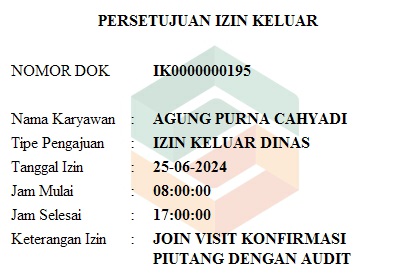 PERSETUJUAN IZIN KELUAR
NOMOR DOK IK0000000195
Nama Karyawan : AGUNG PURNA CAHYADI
Tipe Pengajuan : IZIN KELUAR DINAS
Tanggal Izin : 25-06-2024
Jam Mulai : 08:00:00
Jam Selesai : 17:00:00
Keterangan Izin : JOIN VISIT KONFIRMASI
PIUTANG DENGAN AUDIT